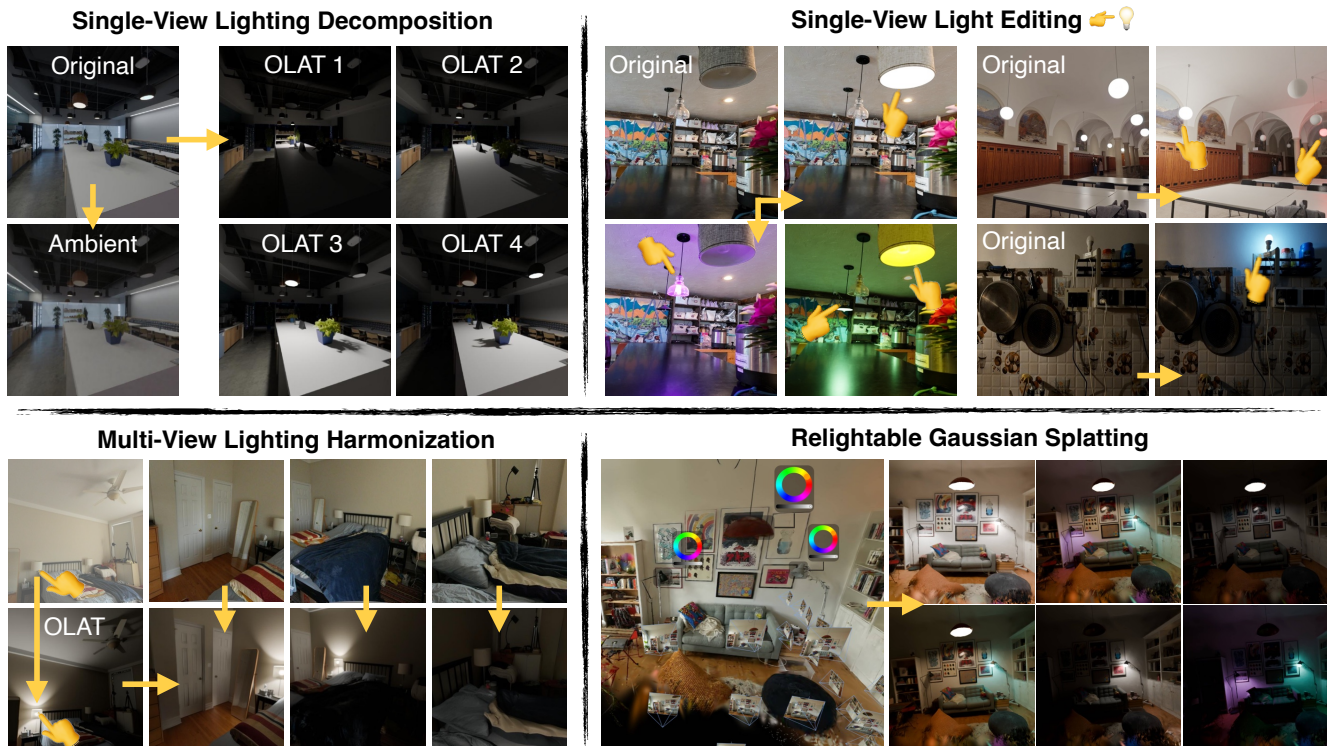 Single-View Lighting Decomposition
Original
OLAT 1
OLAT 2
Ambient
OLAT 3
OLAT 4
Single-View Light Editing 👉💡
Original
Original
Original
Multi-View Lighting Harmonization
OLAT
Relightable Gaussian Splatting